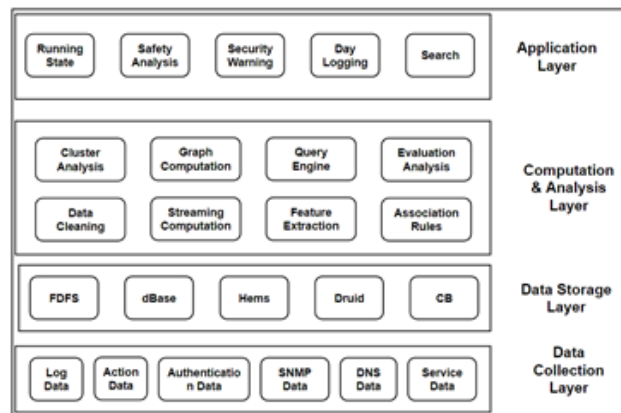 Running
State
Safety
Analysis
Security
Warning
Day
Logging
Search
Application
Layer
Cluster
Analysis
Graph
Computation
Query
Engine
Evaluation
Analysis
Computation
& Analysis
Layer
Data
Cleaning
Streaming
Computation
Feature
Extraction
Association
Rules
FDFS
dBase
Hems
Druid
CB
Data Storage
Layer
Log
Data
Action
Data
Authenticatio
n Data
SNMP
Data
DNS
Data
Service
Data
Data
Collection
Layer